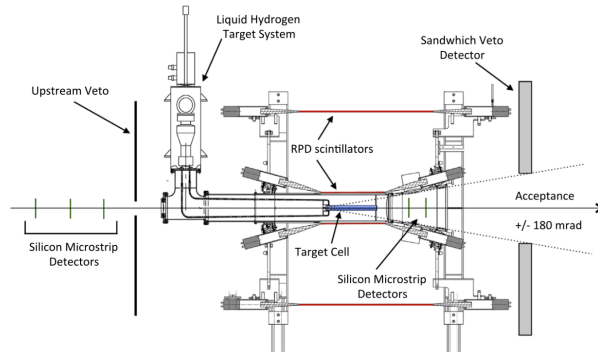 Liquid Hydrogen
Target System
Sandwhich Veto
Detector
Upstream Veto
RPD scintillators
Acceptance
+/- 180 mrad
Silicon Microstrip
Detectors
Target Cell
Silicon Microstrip
Detectors